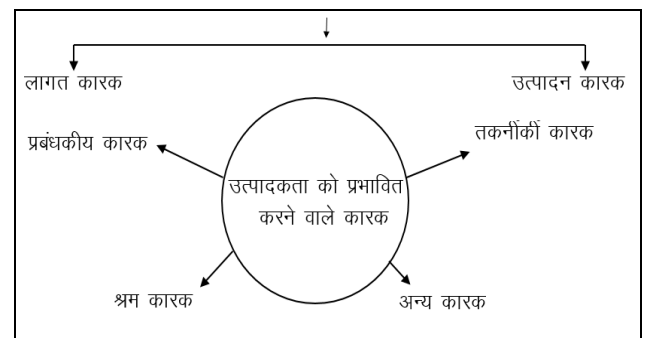 लागत कारक
उत्पादन कारक
प्रबंधकीय कारक
तकनींकीं कारक
उत्पादकता को प्रभावित
करने वाले कारक
श्रम कारक
अन्य कारक